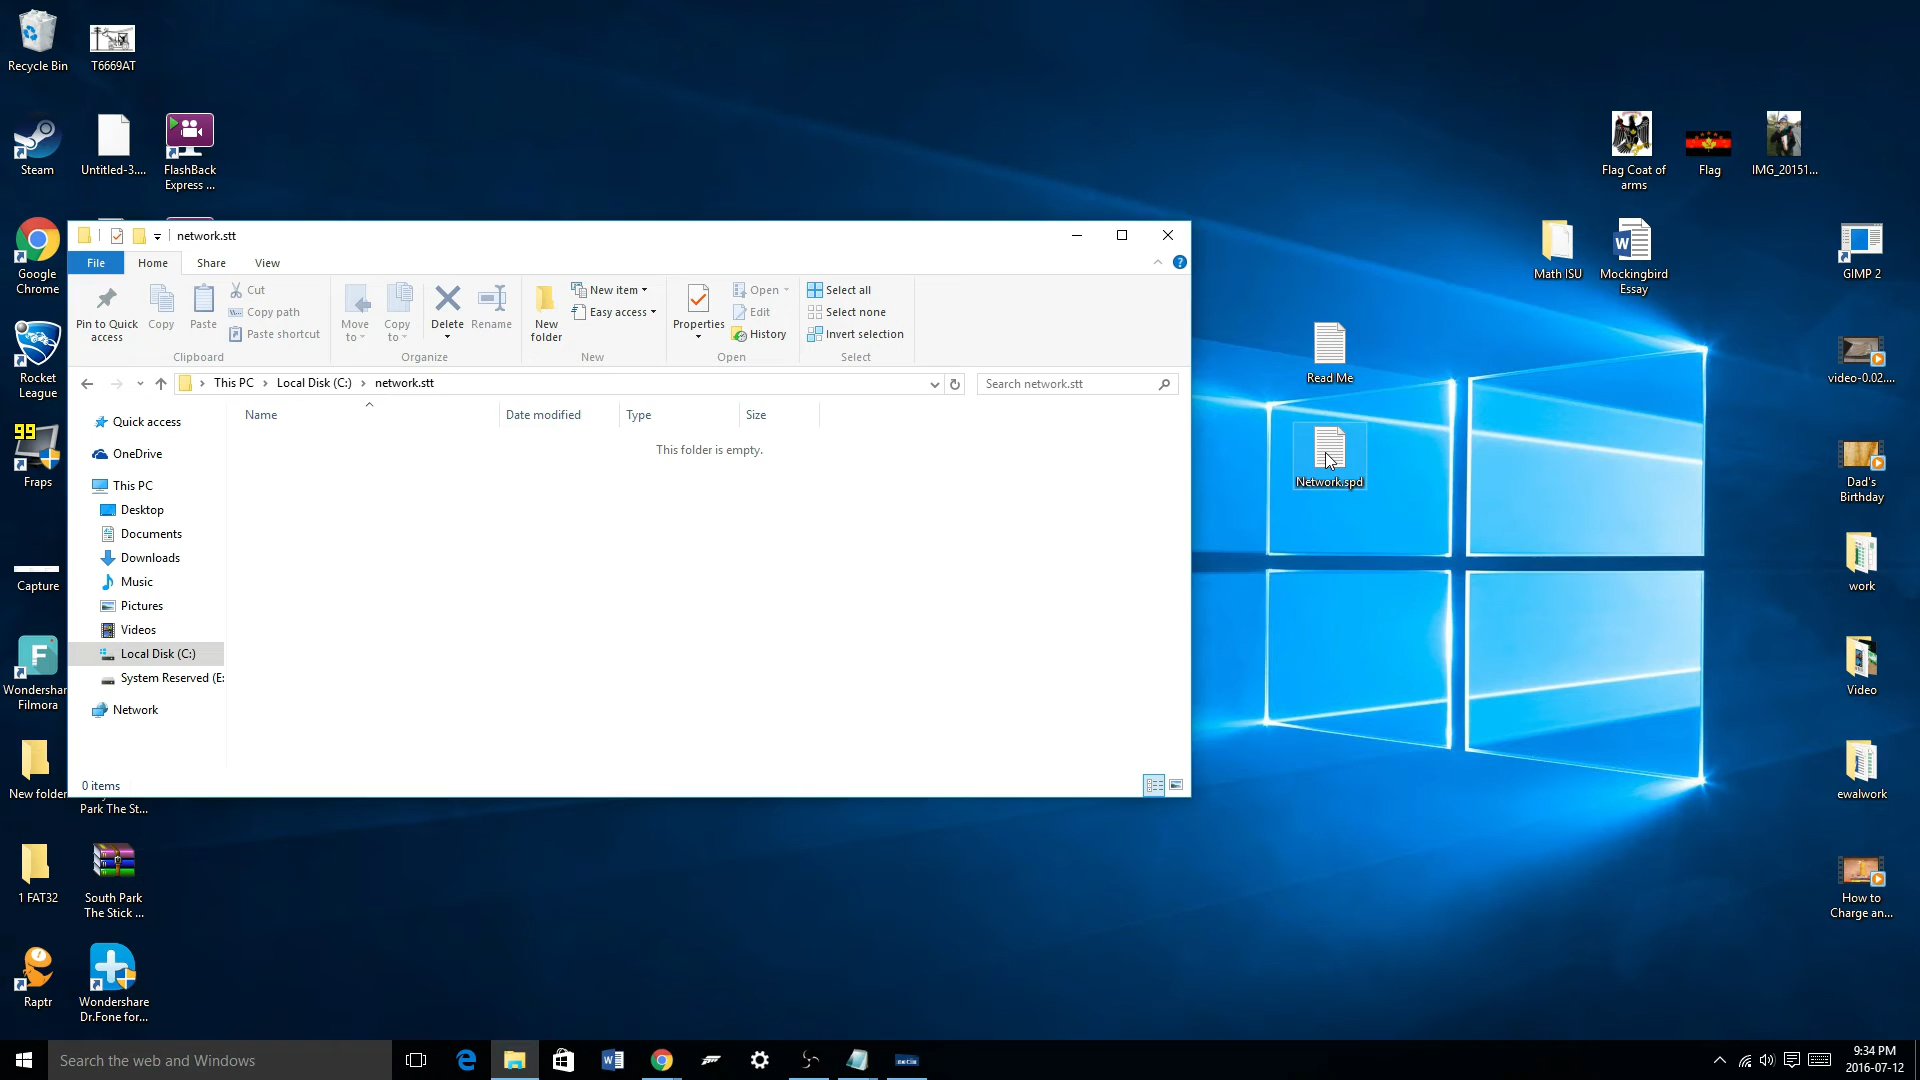 Recycle Bin
T6669AT
Steam
Untitled-3....
FlashBack
Express ...
Google
Chrome
Rocket
League
99
Fraps
Capture
Wondershar
Filmora
New folder
Park The St...
1 FAT32
South Park
The Stick ...
Raptr
Wondershare
Dr.Fone for...
network.stt
File
Home
Share
View
Pin to Quick
access
Copy
Paste
Cut
Copy path
Paste shortcut
Clipboard
Move
to
Copy
to
Delete
Rename
Organize
New
folder
New item
Easy access
New
Properties
Open
Edit
History
Open
Select all
Select none
Invert selection
Select
This PC
Local Disk (C:)
network.stt
Search network.stt
Name
Date modified
Type
Size
This folder is empty.
Quick access
OneDrive
This PC
Desktop
Documents
Downloads
Music
Pictures
Videos
Local Disk (C:)
System Reserved (E:
Network
0 items
Read Me
Network.spd
Flag Coat of
arms
Flag
IMG_20151...
Math ISU
Mockingbird
Essay
GIMP 2
video-0.02....
Dad's
Birthday
work
Video
ewalwork
How to
Charge an...
Search the web and Windows
9:34 PM
2016-07-12